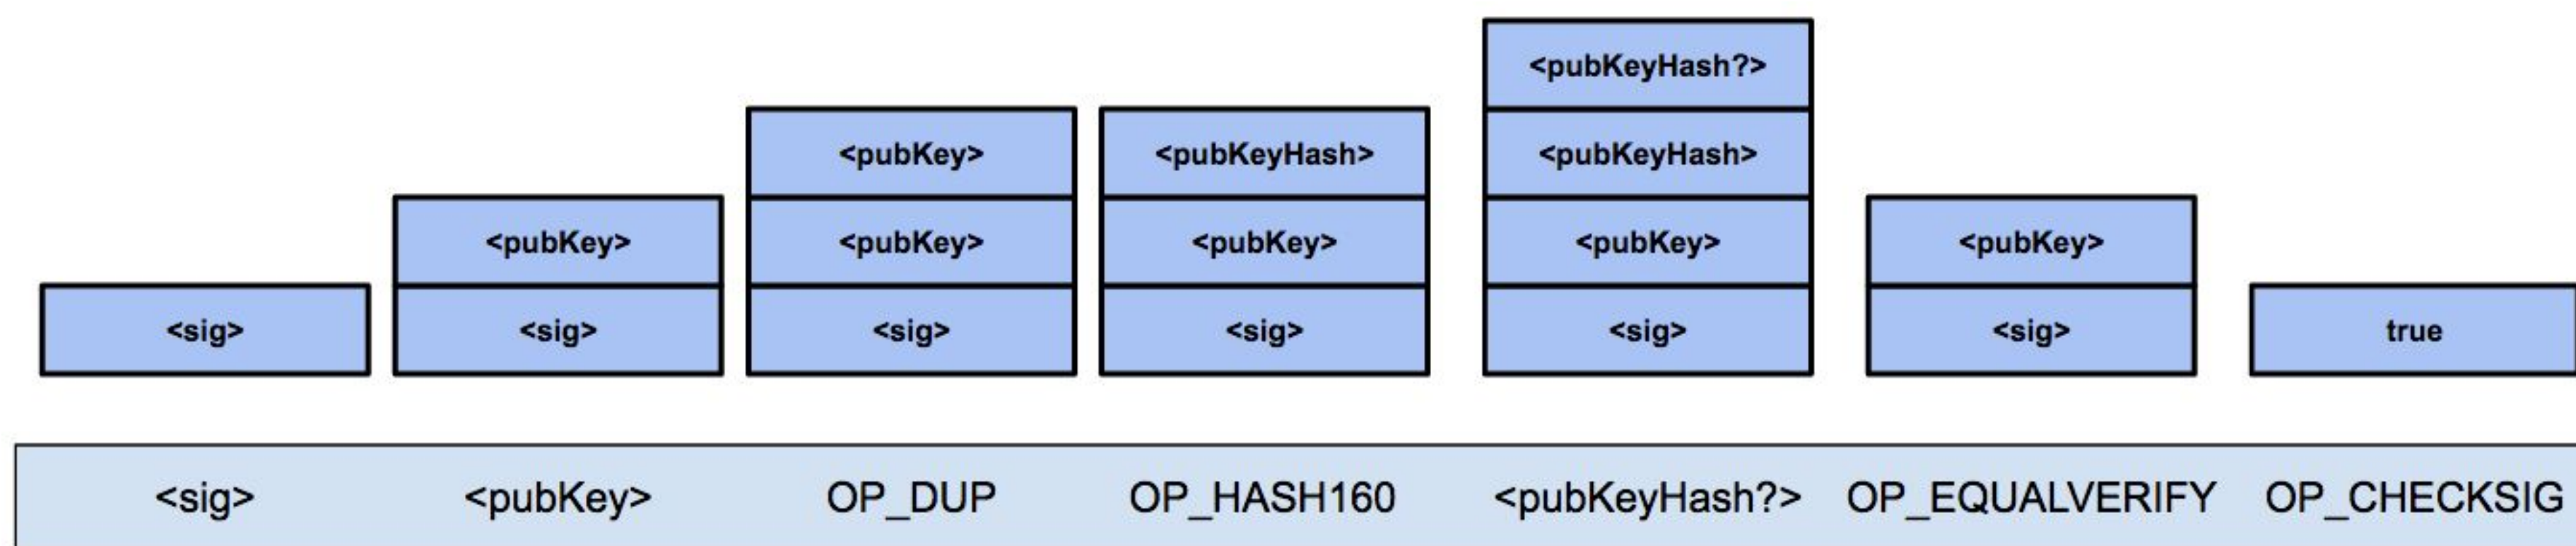 <pubKeyHash?>
<pubKey> <pubKeyHash> <pubKeyHash>
<pubKey> <pubKey> <pubKey> <pubKey> <pubKey>
<sig> <sig> <sig> <sig> <sig> <sig> true
<sig> <pubKey> OP_DUP OP_HASH160 <pubKeyHash?> OP_EQUALVERIFY OP_CHECKSIG